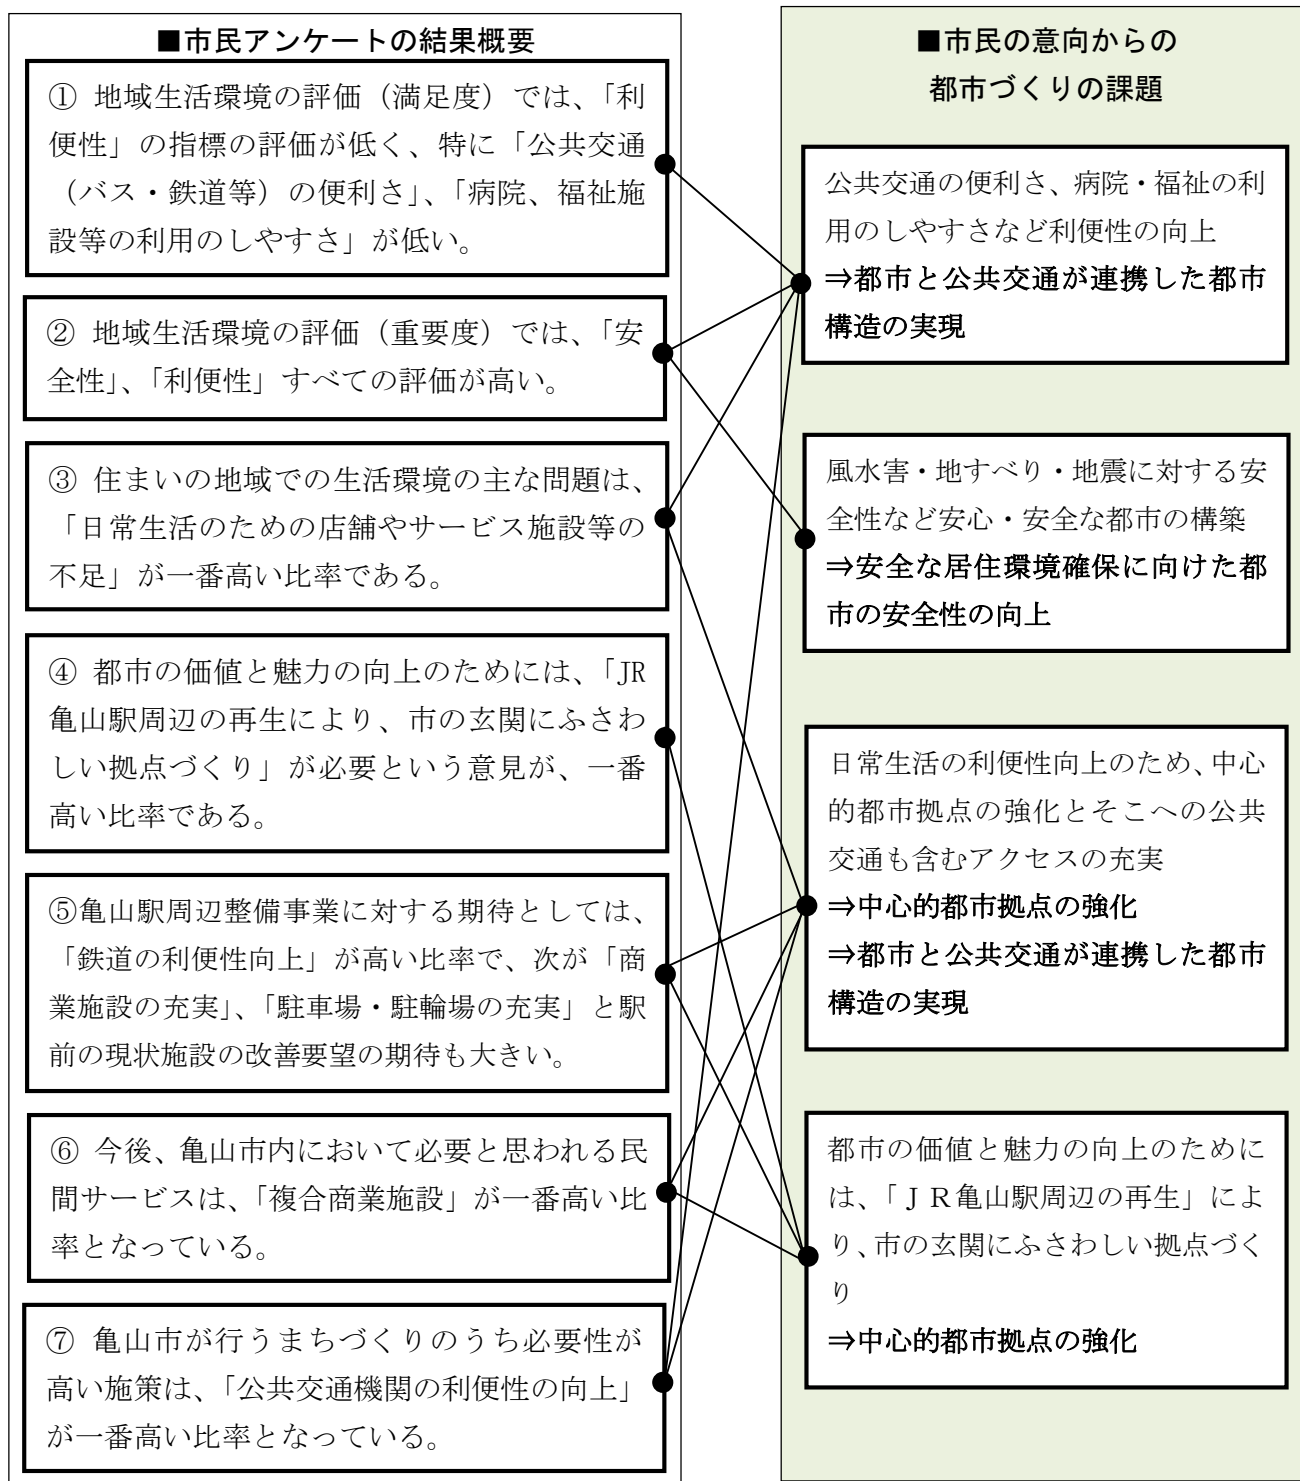 ■市民アンケートの結果概要
① 地域生活環境の評価（満足度）では、「利
便性」の指標の評価が低く、特に「公共交通
（バス・鉄道等）の便利さ」、「病院、福祉施
設等の利用のしやすさ」が低い。
② 地域生活環境の評価（重要度）では、「安
全性」、「利便性」すべての評価が高い。
③ 住まいの地域での生活環境の主な問題は、
「日常生活のための店舗やサービス施設等の
不足」が一番高い比率である。
④ 都市の価値と魅力の向上のためには、「JR
亀山駅周辺の再生により、市の玄関にふさわ
しい拠点づくり」が必要という意見が、一番
高い比率である。
⑤亀山駅周辺整備事業に対する期待としては、
「鉄道の利便性向上」が高い比率で、次が「商
業施設の充実」、「駐車場・駐輪場の充実」と駅
前の現状施設の改善要望の期待も大きい。
⑥ 今後、亀山市内において必要と思われる民
間サービスは、「複合商業施設」が一番高い比
率となっている。
⑦ 亀山市が行うまちづくりのうち必要性が
高い施策は、「公共交通機関の利便性の向上」
が一番高い比率となっている。
■市民の意向からの
都市づくりの課題
公共交通の便利さ、病院・福祉の利
用のしやすさなど利便性の向上
⇒都市と公共交通が連携した都市
構造の実現
風水害・地すべり・地震に対する安
全性など安心・安全な都市の構築
⇒安全な居住環境確保に向けた都
市の安全性の向上
日常生活の利便性向上のため、中心
的都市拠点の強化とそこへの公共
交通も含むアクセスの充実
⇒中心的都市拠点の強化
⇒都市と公共交通が連携した都市
構造の実現
都市の価値と魅力の向上のために
は、「ＪＲ亀山駅周辺の再生」によ
り、市の玄関にふさわしい拠点づく
り
⇒中心的都市拠点の強化